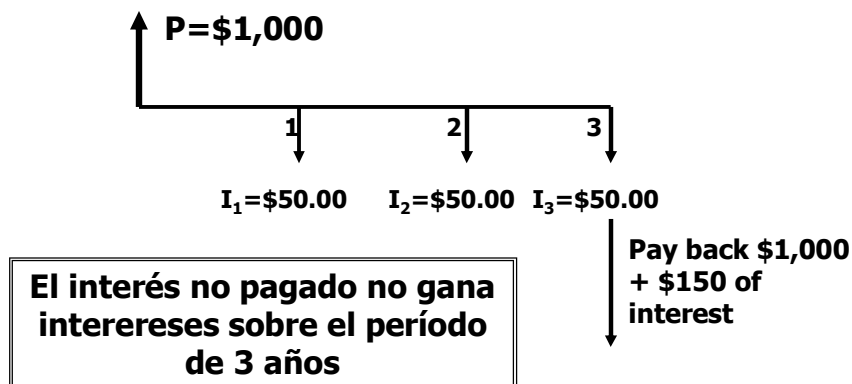 P=$1,000
1 2 3
I₁=$50.00 I₂=$50.00 I₃=$50.00
Pay back $1,000
+ $150 of
interest
El interés no pagado no gana
interereses sobre el período
de 3 años